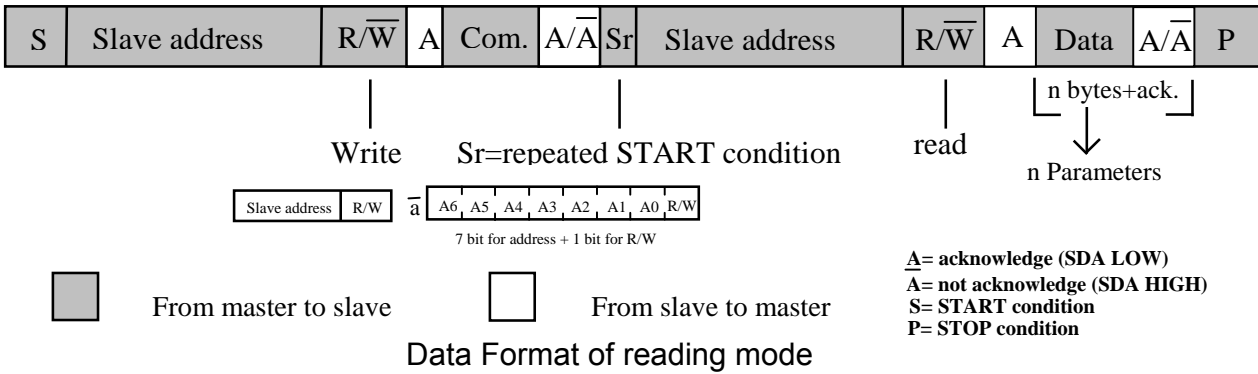 S Slave address R/W̅ A Com. A/A̅ Sr Slave address R/W̅ A Data A/A̅ P
n bytes+ack.
Write Sr=repeated START condition read
n Parameters
Slave address R/W a̅ A6 A5 A4 A3 A2 A1 A0 R/W
7 bit for address + 1 bit for R/W
A= acknowledge (SDA LOW)
A̅= not acknowledge (SDA HIGH)
S= START condition
P= STOP condition
From master to slave From slave to master
Data Format of reading mode